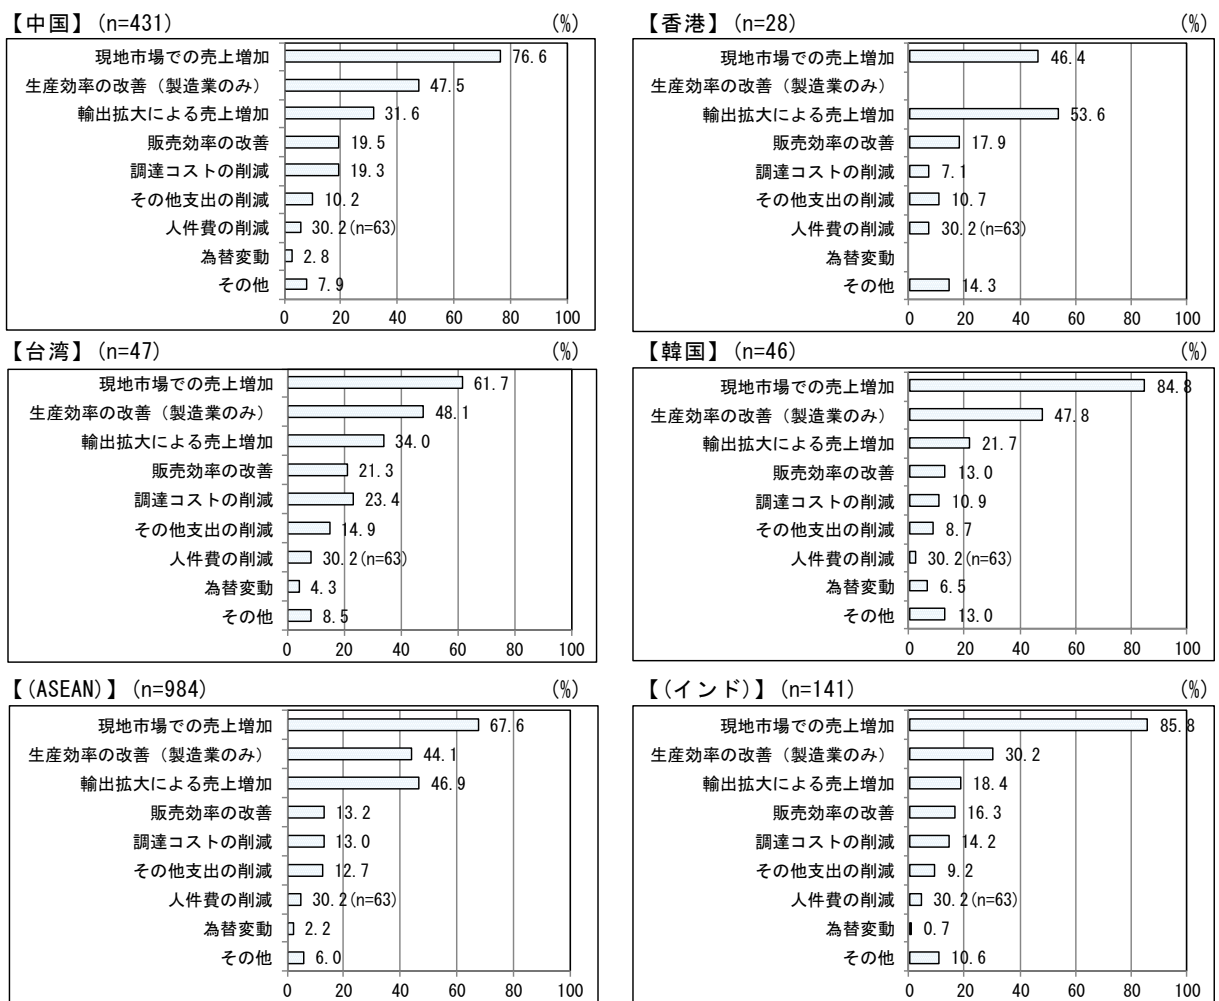 【中国】(n=431) (%)
現地市場での売上増加 76.6
生産効率の改善（製造業のみ） 47.5
輸出拡大による売上増加 31.6
販売効率の改善 19.5
調達コストの削減 19.3
その他支出の削減 10.2
人件費の削減 30.2(n=63)
為替変動 2.8
その他 7.9
0 20 40 60 80 100
【香港】(n=28) (%)
現地市場での売上増加 46.4
生産効率の改善（製造業のみ）
輸出拡大による売上増加 53.6
販売効率の改善 17.9
調達コストの削減 7.1
その他支出の削減 10.7
人件費の削減 30.2(n=63)
為替変動
その他 14.3
0 20 40 60 80 100
【台湾】(n=47) (%)
現地市場での売上増加 61.7
生産効率の改善（製造業のみ） 48.1
輸出拡大による売上増加 34.0
販売効率の改善 21.3
調達コストの削減 23.4
その他支出の削減 14.9
人件費の削減 30.2(n=63)
為替変動 4.3
その他 8.5
0 20 40 60 80 100
【韓国】(n=46) (%)
現地市場での売上増加 84.8
生産効率の改善（製造業のみ） 47.8
輸出拡大による売上増加 21.7
販売効率の改善 13.0
調達コストの削減 10.9
その他支出の削減 8.7
人件費の削減 30.2(n=63)
為替変動 6.5
その他 13.0
0 20 40 60 80 100
【(ASEAN)】(n=984) (%)
現地市場での売上増加 67.6
生産効率の改善（製造業のみ） 44.1
輸出拡大による売上増加 46.9
販売効率の改善 13.2
調達コストの削減 13.0
その他支出の削減 12.7
人件費の削減 30.2(n=63)
為替変動 2.2
その他 6.0
0 20 40 60 80 100
【(インド)】(n=141) (%)
現地市場での売上増加 85.8
生産効率の改善（製造業のみ） 30.2
輸出拡大による売上増加 18.4
販売効率の改善 16.3
調達コストの削減 14.2
その他支出の削減 9.2
人件費の削減 30.2(n=63)
為替変動 0.7
その他 10.6
0 20 40 60 80 100